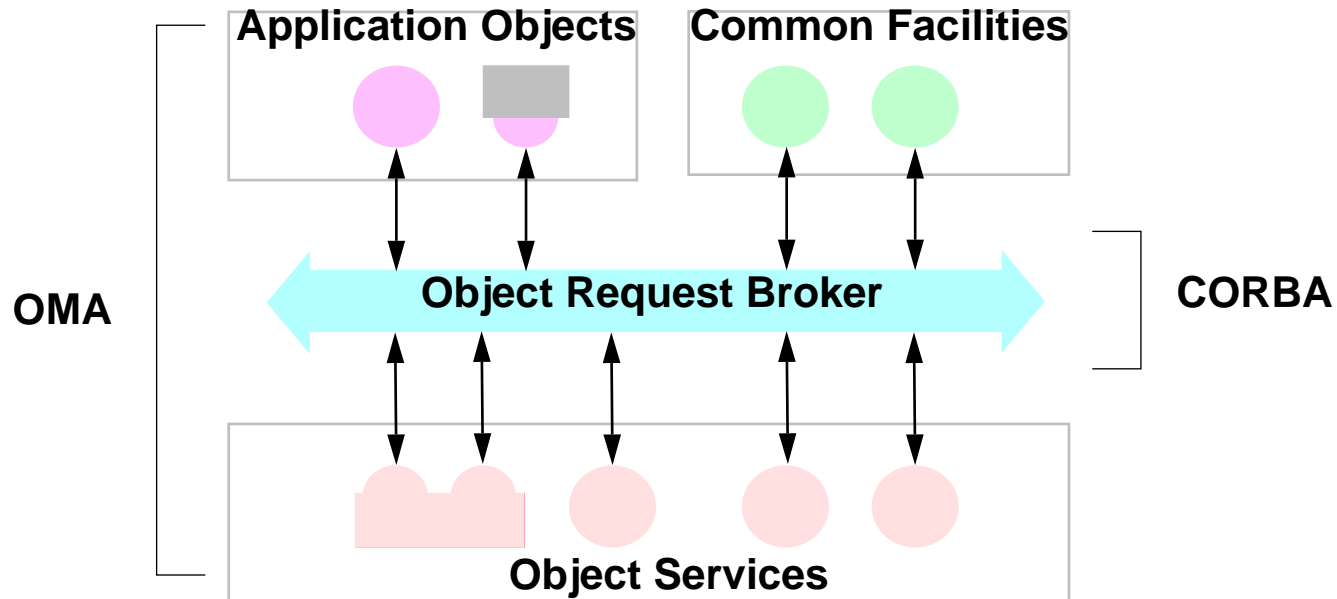 Application Objects
Common Facilities
OMA
Object Request Broker
CORBA
Object Services